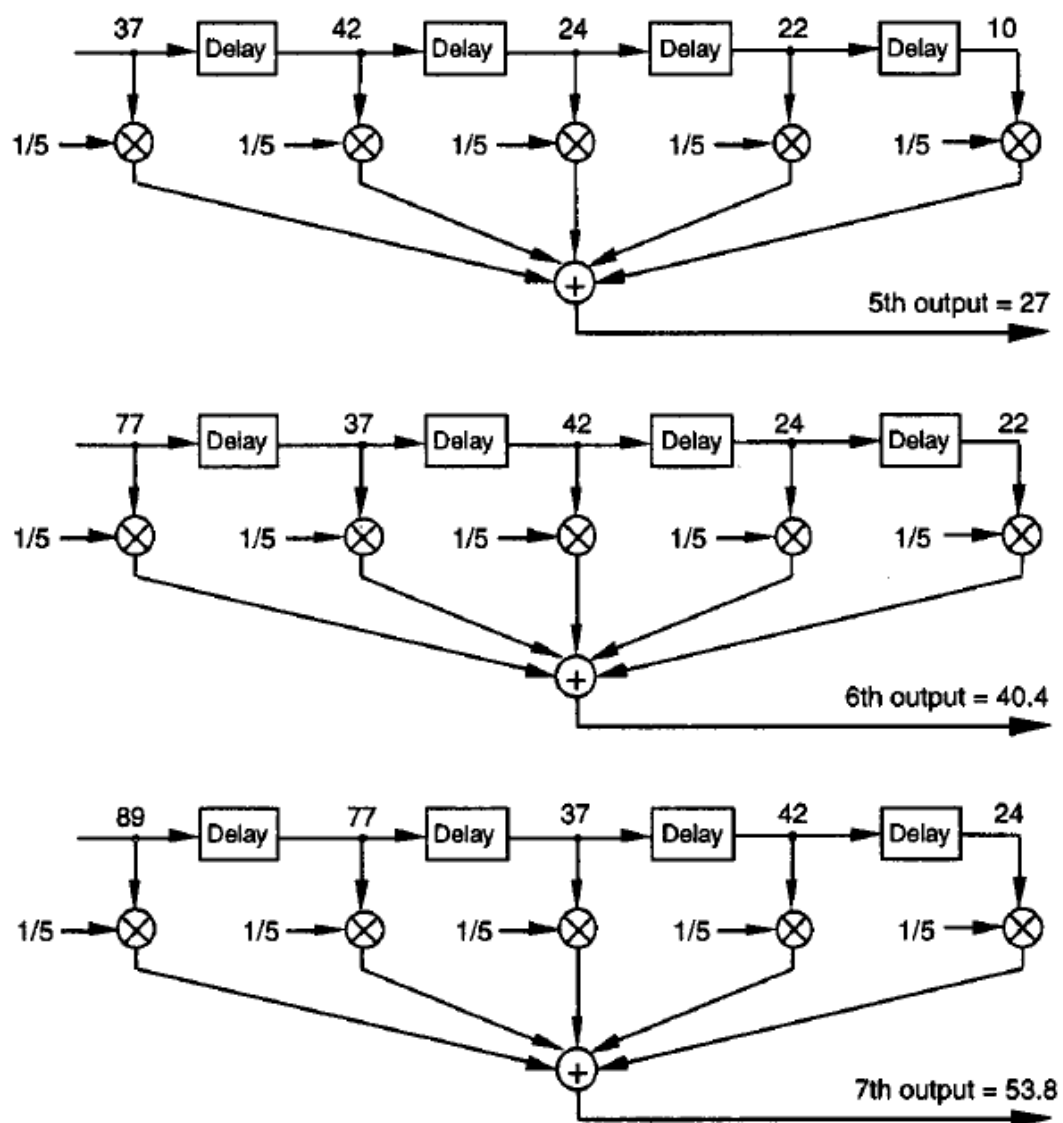 37 42 24 22 10
Delay Delay Delay Delay
1/5 1/5 1/5 1/5 1/5
+
5th output = 27
77 37 42 24 22
Delay Delay Delay Delay
1/5 1/5 1/5 1/5 1/5
+
6th output = 40.4
89 77 37 42 24
Delay Delay Delay Delay
1/5 1/5 1/5 1/5 1/5
+
7th output = 53.8